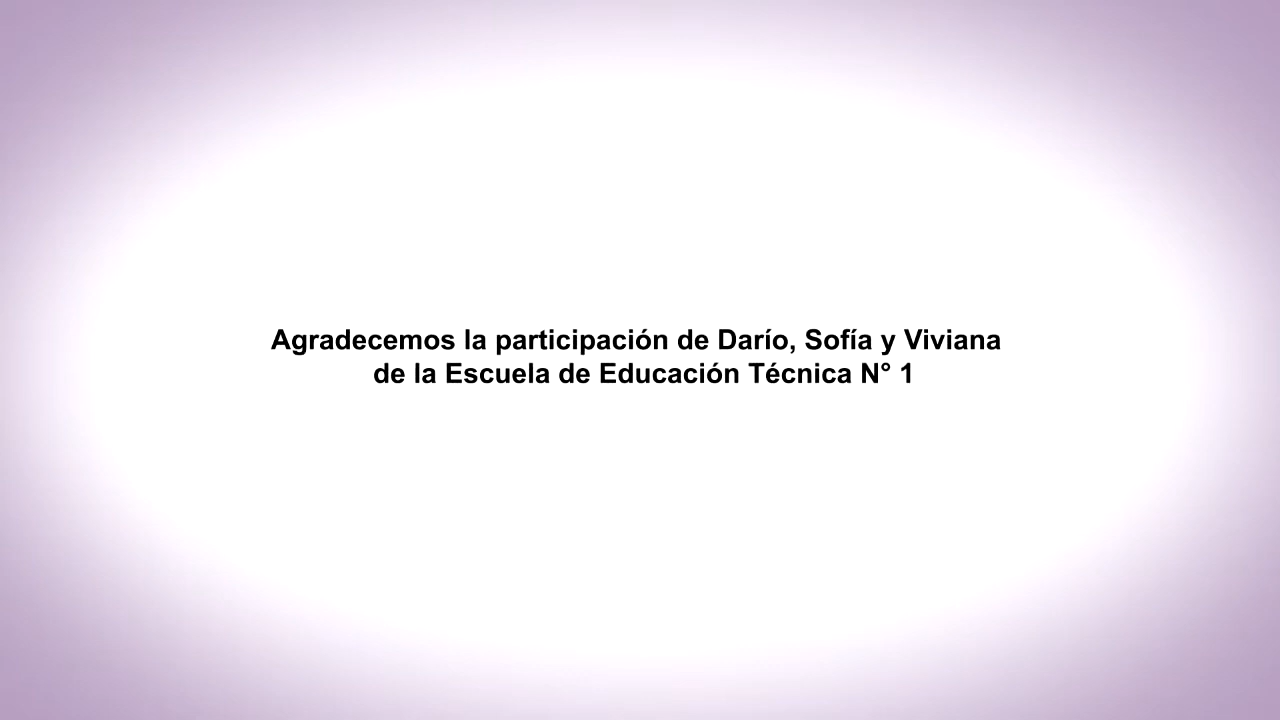 Agradecemos la participación de Darío, Sofía y Viviana
de la Escuela de Educación Técnica N° 1